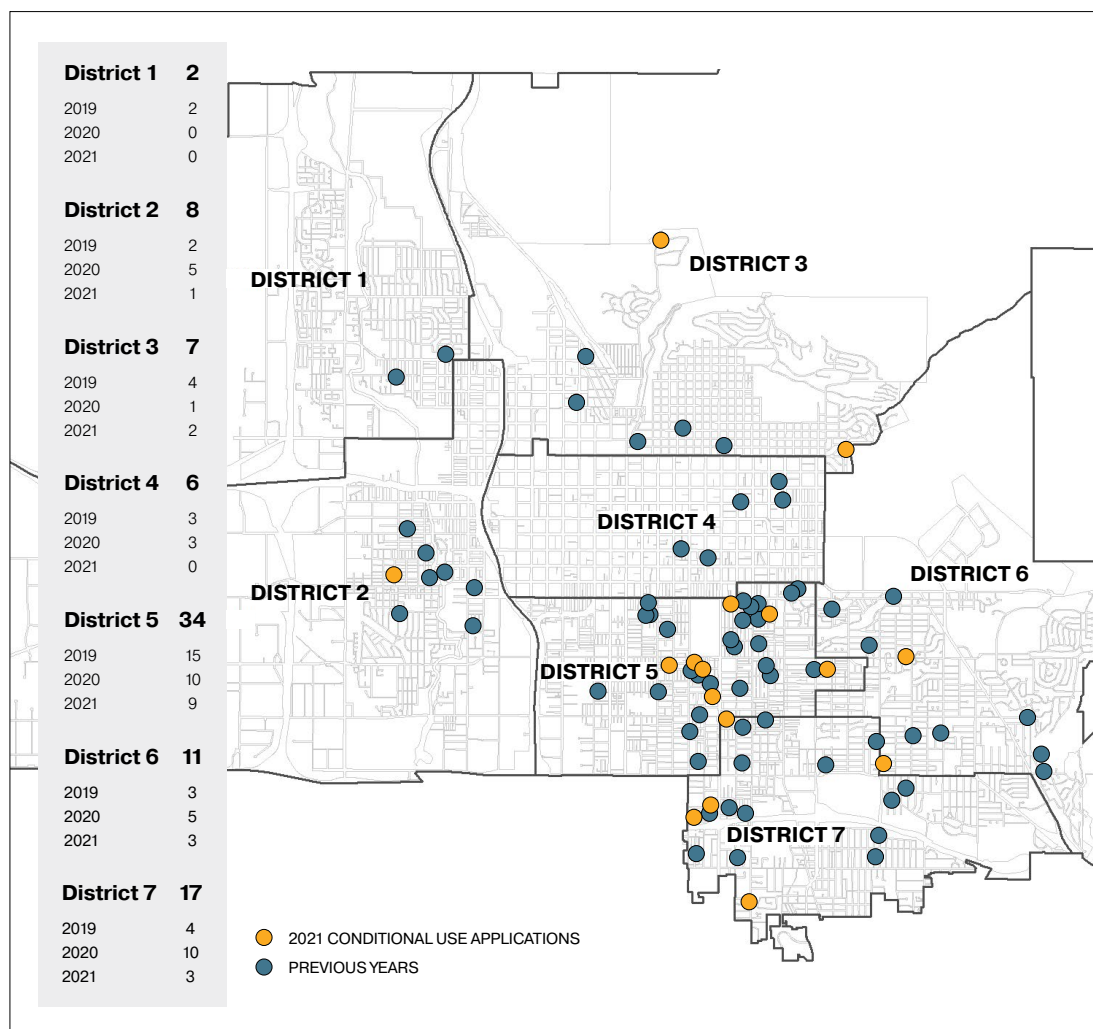 District 1 2
2019 2
2020 0
2021 0
District 2 8
2019 2
2020 5
2021 1
District 3 7
2019 4
2020 1
2021 2
District 4 6
2019 3
2020 3
2021 0
District 5 34
2019 15
2020 10
2021 9
District 6 11
2019 3
2020 5
2021 3
District 7 17
2019 4
2020 10
2021 3
DISTRICT 1
DISTRICT 3
DISTRICT 4
DISTRICT 6
DISTRICT 2
DISTRICT 5
DISTRICT 7
2021 CONDITIONAL USE APPLICATIONS
PREVIOUS YEARS